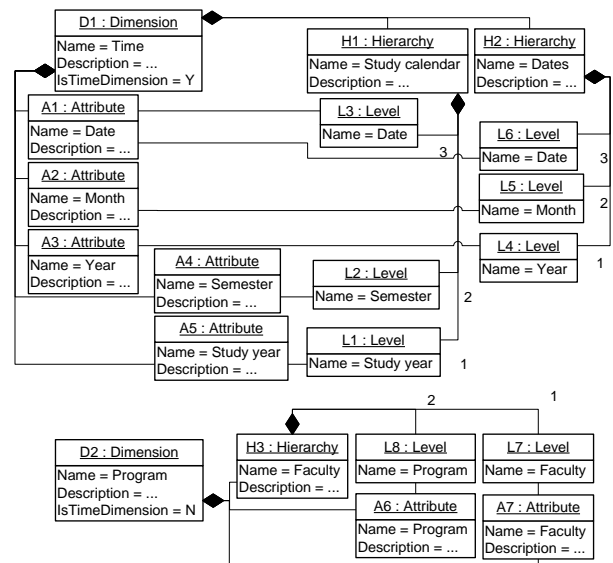 D1 : Dimension
Name = Time
Description = ...
IsTimeDimension = Y
H1 : Hierarchy
Name = Study calendar
Description = ...
H2 : Hierarchy
Name = Dates
Description = ...
A1 : Attribute
Name = Date
Description = ...
L3 : Level
Name = Date
3
L6 : Level
Name = Date
3
A2 : Attribute
Name = Month
Description = ...
L5 : Level
Name = Month
2
A3 : Attribute
Name = Year
Description = ...
L4 : Level
Name = Year
1
A4 : Attribute
Name = Semester
Description = ...
L2 : Level
Name = Semester
2
A5 : Attribute
Name = Study year
Description = ...
L1 : Level
Name = Study year
1
2
1
D2 : Dimension
Name = Program
Description = ...
IsTimeDimension = N
H3 : Hierarchy
Name = Faculty
Description = ...
L8 : Level
Name = Program
L7 : Level
Name = Faculty
A6 : Attribute
Name = Program
Description = ...
A7 : Attribute
Name = Faculty
Description = ...